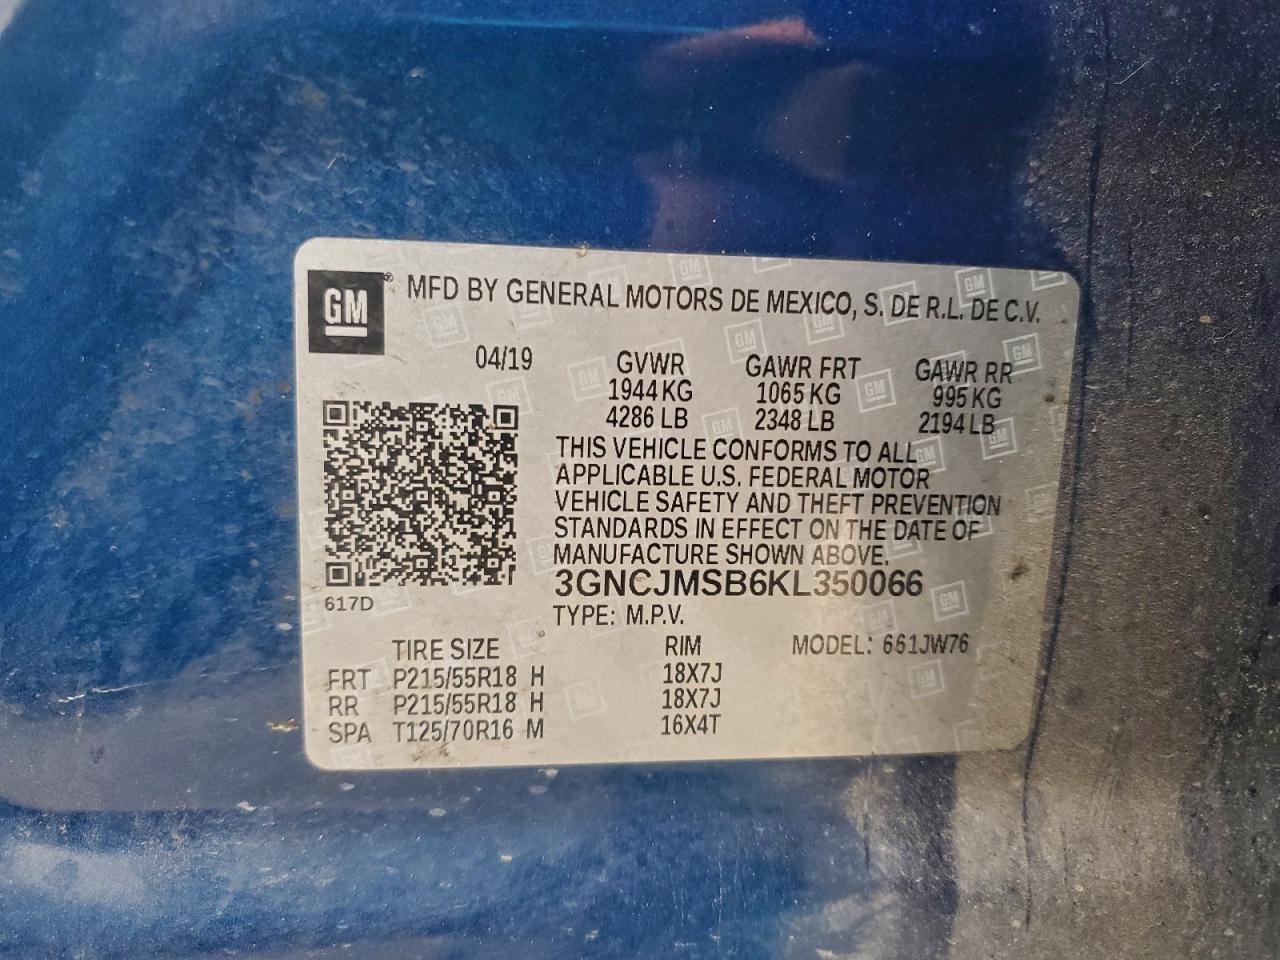 GM ® MFD BY GENERAL MOTORS DE MEXICO, S. DE R.L. DE C.V.
04/19 GVWR GAWR FRT GAWR RR
1944 KG 1065 KG 995 KG
4286 LB 2348 LB 2194 LB
THIS VEHICLE CONFORMS TO ALL
APPLICABLE U.S. FEDERAL MOTOR
VEHICLE SAFETY AND THEFT PREVENTION
STANDARDS IN EFFECT ON THE DATE OF
MANUFACTURE SHOWN ABOVE.
3GNCJMSB6KL350066
617D
TYPE: M.P.V.
TIRE SIZE RIM MODEL: 661JW76
FRT P215/55R18 H 18X7J
RR P215/55R18 H 18X7J
SPA T125/70R16 M 16X4T